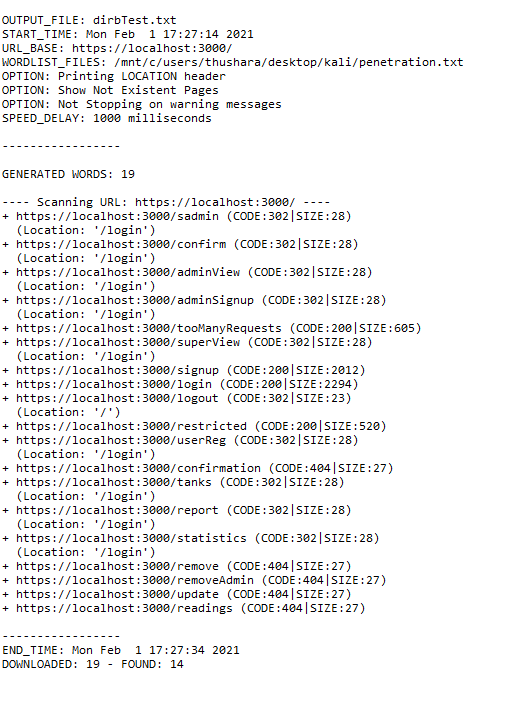 OUTPUT_FILE: dirbTest.txt
START_TIME: Mon Feb  1 17:27:14 2021
URL_BASE: https://localhost:3000/
WORDLIST_FILES: /mnt/c/users/thushara/desktop/kali/penetration.txt
OPTION: Printing LOCATION header
OPTION: Show Not Existent Pages
OPTION: Not Stopping on warning messages
SPEED_DELAY: 1000 milliseconds
-----------------
GENERATED WORDS: 19
---- Scanning URL: https://localhost:3000/ ----
+ https://localhost:3000/sadmin (CODE:302|SIZE:28)
  (Location: '/login')
+ https://localhost:3000/confirm (CODE:302|SIZE:28)
  (Location: '/login')
+ https://localhost:3000/adminView (CODE:302|SIZE:28)
  (Location: '/login')
+ https://localhost:3000/adminSignup (CODE:302|SIZE:28)
  (Location: '/login')
+ https://localhost:3000/tooManyRequests (CODE:200|SIZE:605)
+ https://localhost:3000/superView (CODE:302|SIZE:28)
  (Location: '/login')
+ https://localhost:3000/signup (CODE:200|SIZE:2012)
+ https://localhost:3000/login (CODE:200|SIZE:2294)
+ https://localhost:3000/logout (CODE:302|SIZE:23)
  (Location: '/')
+ https://localhost:3000/restricted (CODE:200|SIZE:520)
+ https://localhost:3000/userReg (CODE:302|SIZE:28)
  (Location: '/login')
+ https://localhost:3000/confirmation (CODE:404|SIZE:27)
+ https://localhost:3000/tanks (CODE:302|SIZE:28)
  (Location: '/login')
+ https://localhost:3000/report (CODE:302|SIZE:28)
  (Location: '/login')
+ https://localhost:3000/statistics (CODE:302|SIZE:28)
  (Location: '/login')
+ https://localhost:3000/remove (CODE:404|SIZE:27)
+ https://localhost:3000/removeAdmin (CODE:404|SIZE:27)
+ https://localhost:3000/update (CODE:404|SIZE:27)
+ https://localhost:3000/readings (CODE:404|SIZE:27)
-----------------
END_TIME: Mon Feb  1 17:27:34 2021
DOWNLOADED: 19 - FOUND: 14